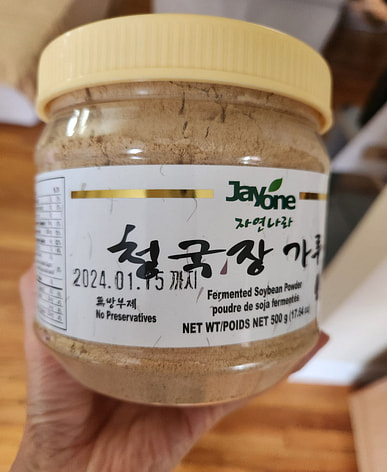 Jayone
자연나라
청국장 가루
2024.01.15 까지
無방부제
No Preservatives
Fermented Soybean Powder
poudre de soja fermentés
NET WT/POIDS NET 500 g (17.64 oz)